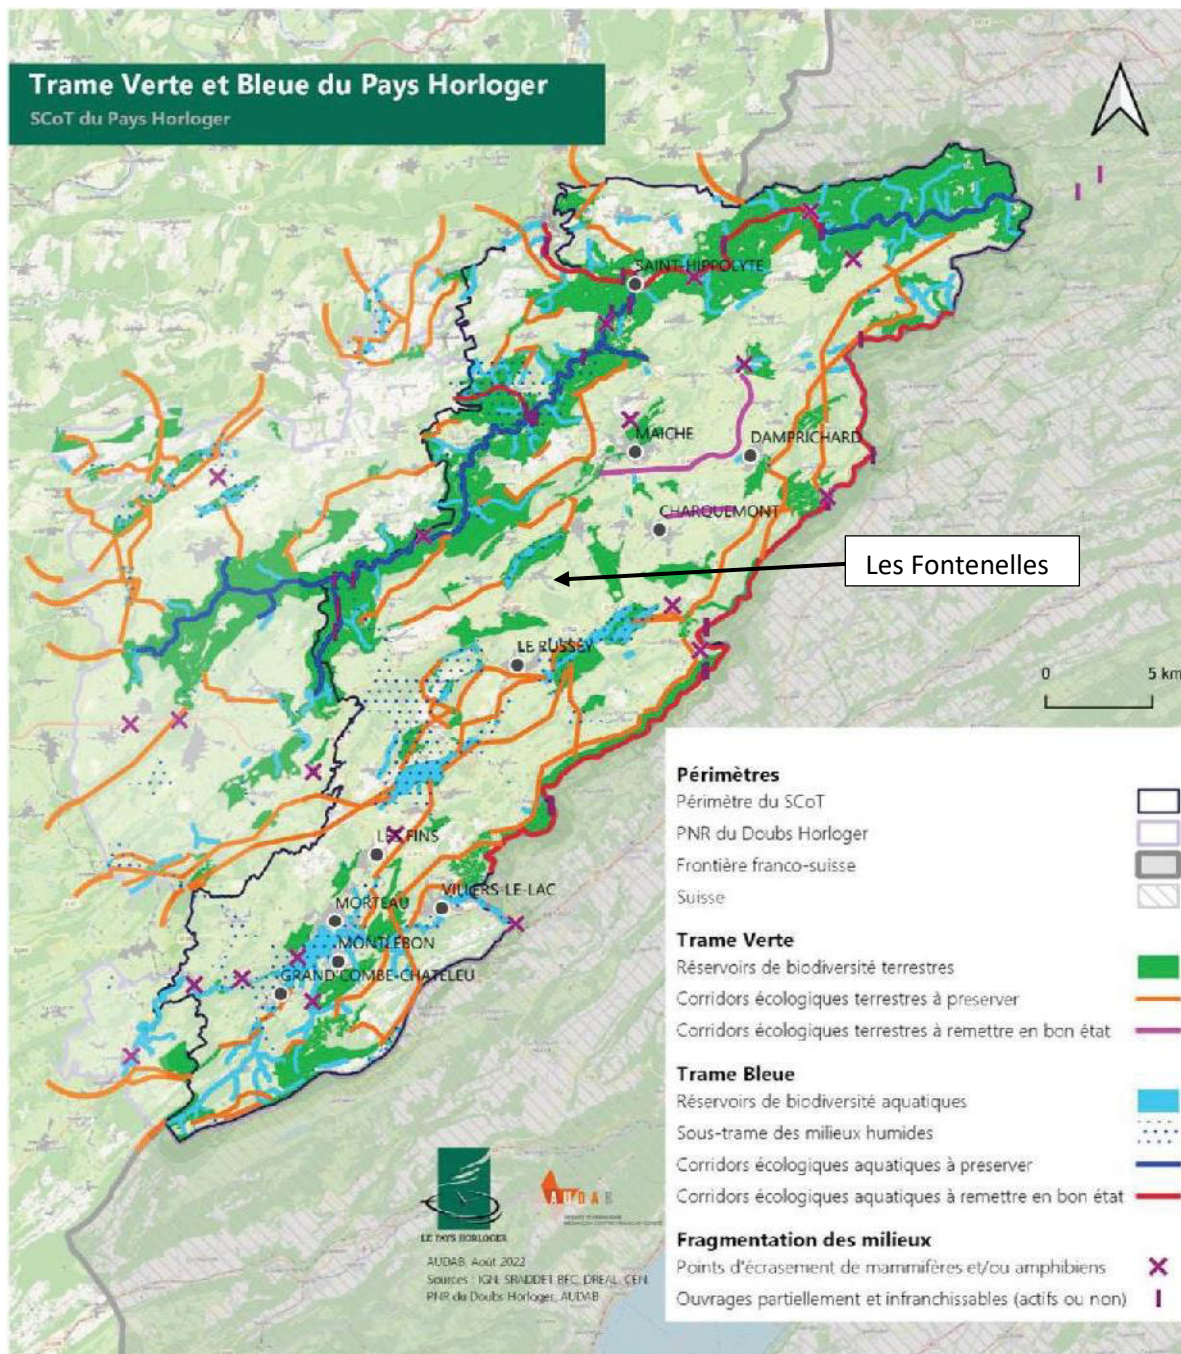 Trame Verte et Bleue du Pays Horloger
SCoT du Pays Horloger
SAINT-HIPPOLYTE
MAICHE
DAMPRICHARD
CHARQUEMONT
Les Fontenelles
LE RUSSEY
0 5 km
LES FINS
VILLERS-LE-LAC
MORTEAU
MONTLEBON
GRAND'COMBE-CHATELEU
Périmètres
Périmètre du SCoT
PNR du Doubs Horloger
Frontière franco-suisse
Suisse
Trame Verte
Réservoirs de biodiversité terrestres
Corridors écologiques terrestres à preserver
Corridors écologiques terrestres à remettre en bon état
Trame Bleue
Réservoirs de biodiversité aquatiques
Sous-trame des milieux humides
Corridors écologiques aquatiques à préserver
Corridors écologiques aquatiques à remettre en bon état
Fragmentation des milieux
Points d'écrasement de mammifères et/ou amphibiens
Ouvrages partiellement et infranchissables (actifs ou non)
LE PAYS HORLOGER
AUDAB
AUDAB, Août 2022
Sources : IGN, SRADDET BFC, DREAL, CEN,
PNR du Doubs Horloger, AUDAB